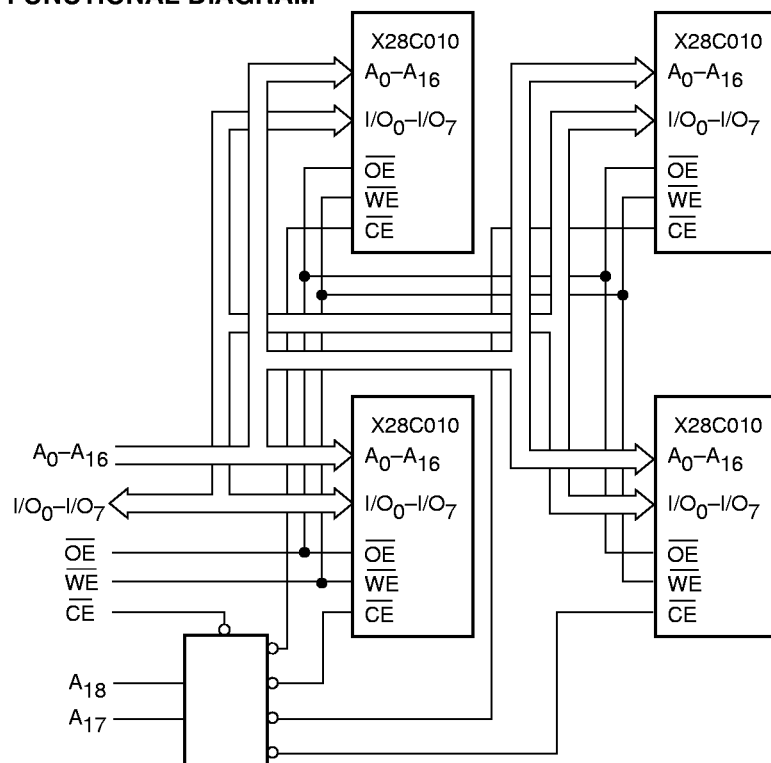 FUNCTIONAL DIAGRAM
X28C010
A0–A16
I/O0–I/O7
OE
WE
CE
X28C010
A0–A16
I/O0–I/O7
OE
WE
CE
X28C010
A0–A16
I/O0–I/O7
OE
WE
CE
X28C010
A0–A16
I/O0–I/O7
OE
WE
CE
A0–A16
I/O0–I/O7
OE
WE
CE
A18
A17